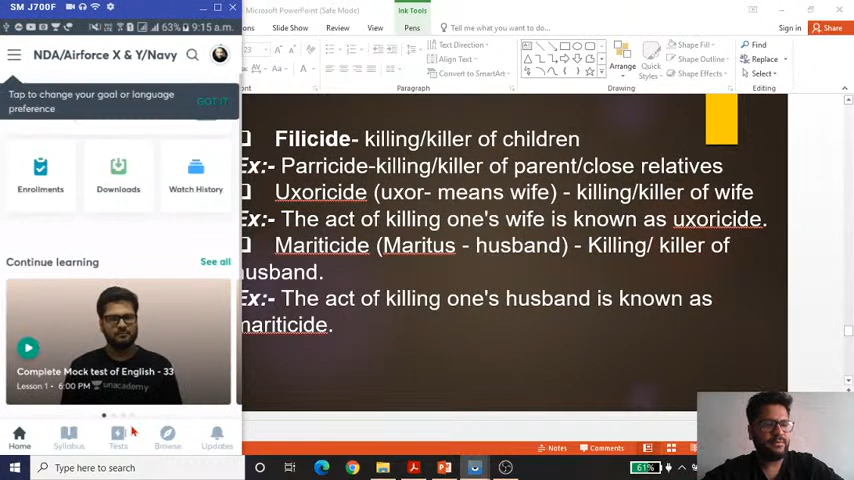 SM J700F
63% 9:15 a.m.
NDA/Airforce X & Y/Navy
Tap to change your goal or language
preference
GOT IT
Enrollments
Downloads
Watch History
Continue learning
See all
Complete Mock test of English - 33
Lesson 1 • 6:00 PM
unacademy
Home
Syllabus
Tests
Browse
Updates
Microsoft PowerPoint (Safe Mode)
Ink Tools
Slide Show
Review
View
Help
Pens
Tell me what you want to do
Sign in
Share
Text Direction
Align Text
Convert to SmartArt
Paragraph
Arrange
Quick
Styles
Shape Fill
Shape Outline
Shape Effects
Drawing
Find
Replace
Select
Editing
Filicide- killing/killer of children
Ex:- Parricide-killing/killer of parent/close relatives
Uxoricide (uxor- means wife) - killing/killer of wife
Ex:- The act of killing one's wife is known as uxoricide.
Mariticide (Maritus - husband) - Killing/ killer of
husband.
Ex:- The act of killing one's husband is known as
mariticide.
Notes
Comments
Type here to search
61%